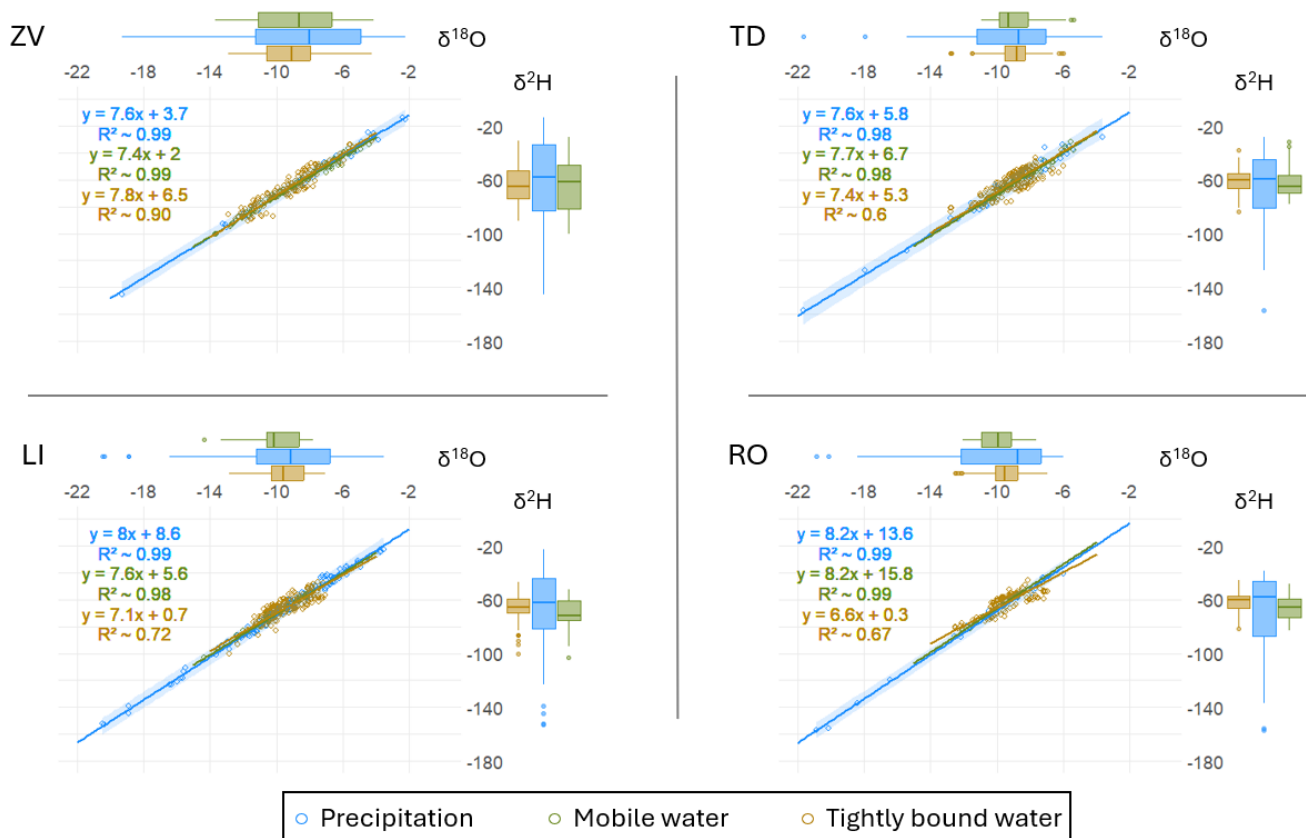 ZV
δ¹⁸O
-22 -18 -14 -10 -6 -2
δ²H
y = 7.6x + 3.7
R² ~ 0.99
y = 7.4x + 2
R² ~ 0.99
y = 7.8x + 6.5
R² ~ 0.90
-20
-60
-100
-140
-180
TD
δ¹⁸O
-22 -18 -14 -10 -6 -2
δ²H
y = 7.6x + 5.8
R² ~ 0.98
y = 7.7x + 6.7
R² ~ 0.98
y = 7.4x + 5.3
R² ~ 0.6
-20
-60
-100
-140
-180
LI
δ¹⁸O
-22 -18 -14 -10 -6 -2
δ²H
y = 8x + 8.6
R² ~ 0.99
y = 7.6x + 5.6
R² ~ 0.98
y = 7.1x + 0.7
R² ~ 0.72
-20
-60
-100
-140
-180
RO
δ¹⁸O
-22 -18 -14 -10 -6 -2
δ²H
y = 8.2x + 13.6
R² ~ 0.99
y = 8.2x + 15.8
R² ~ 0.99
y = 6.6x + 0.3
R² ~ 0.67
-20
-60
-100
-140
-180
Precipitation Mobile water Tightly bound water